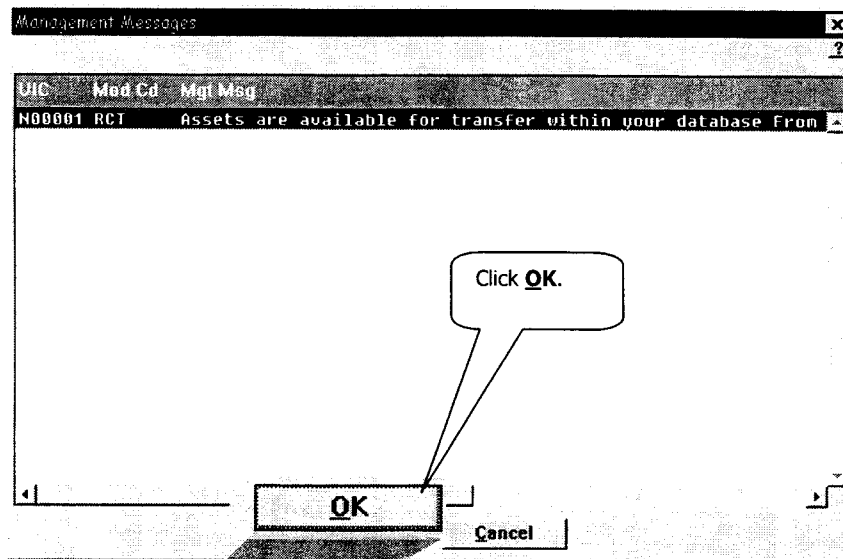 Management Messages
x
?
UIC Mod Cd Mgt Msg
N00001 RCT Assets are available for transfer within your database From
Click OK.
OK
Cancel